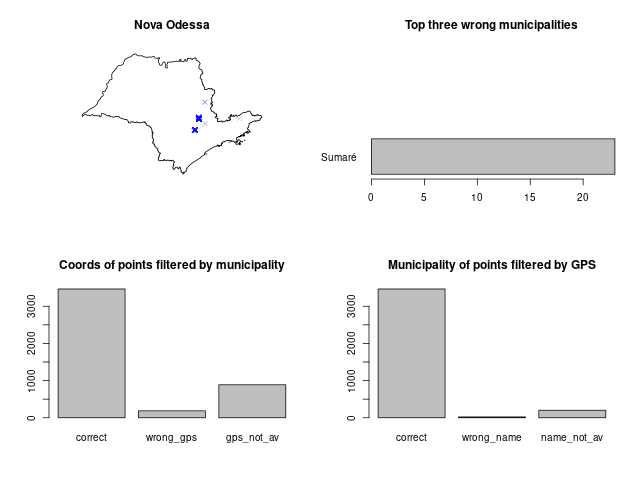 Nova Odessa
Top three wrong municipalities
Sumaré
0 5 10 15 20
Coords of points filtered by municipality
0 1000 2000 3000
correct wrong_gps gps_not_av
Municipality of points filtered by GPS
0 1000 2000 3000
correct wrong_name name_not_av